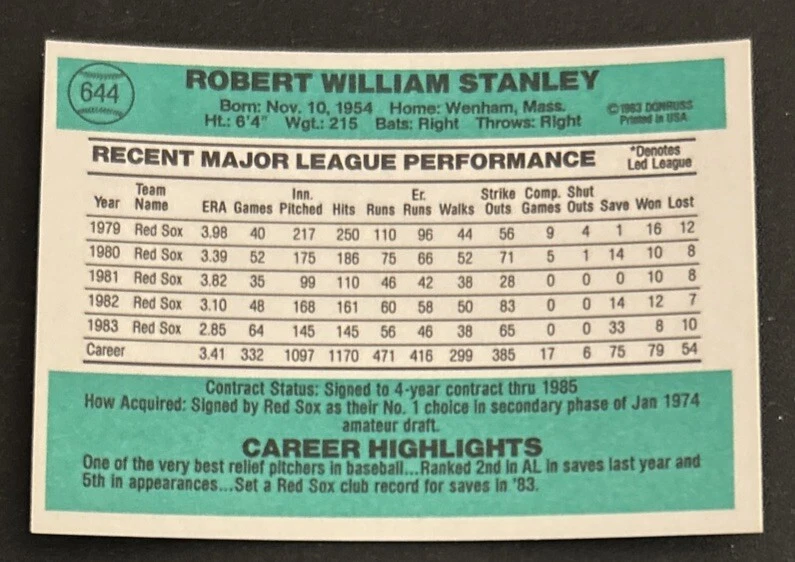 644
ROBERT WILLIAM STANLEY
Born: Nov. 10, 1954 Home: Wenham, Mass.
Ht.: 6'4" Wgt.: 215 Bats: Right Throws: Right
©1983 DONRUSS
Printed in USA
RECENT MAJOR LEAGUE PERFORMANCE
*Denotes
Led League
Year Team Name ERA Games Inn. Pitched Hits Runs Er. Runs Walks Strike Outs Comp. Games Shut Outs Save Won Lost
1979 Red Sox 3.98 40 217 250 110 96 44 56 9 4 1 16 12
1980 Red Sox 3.39 52 175 186 75 66 52 71 5 1 14 10 8
1981 Red Sox 3.82 35 99 110 46 42 38 28 0 0 0 10 8
1982 Red Sox 3.10 48 168 161 60 58 50 83 0 0 14 12 7
1983 Red Sox 2.85 64 145 145 56 46 38 65 0 0 33 8 10
Career 3.41 332 1097 1170 471 416 299 385 17 6 75 79 54
Contract Status: Signed to 4-year contract thru 1985
How Acquired: Signed by Red Sox as their No. 1 choice in secondary phase of Jan 1974
amateur draft.
CAREER HIGHLIGHTS
One of the very best relief pitchers in baseball...Ranked 2nd in AL in saves last year and
5th in appearances...Set a Red Sox club record for saves in '83.